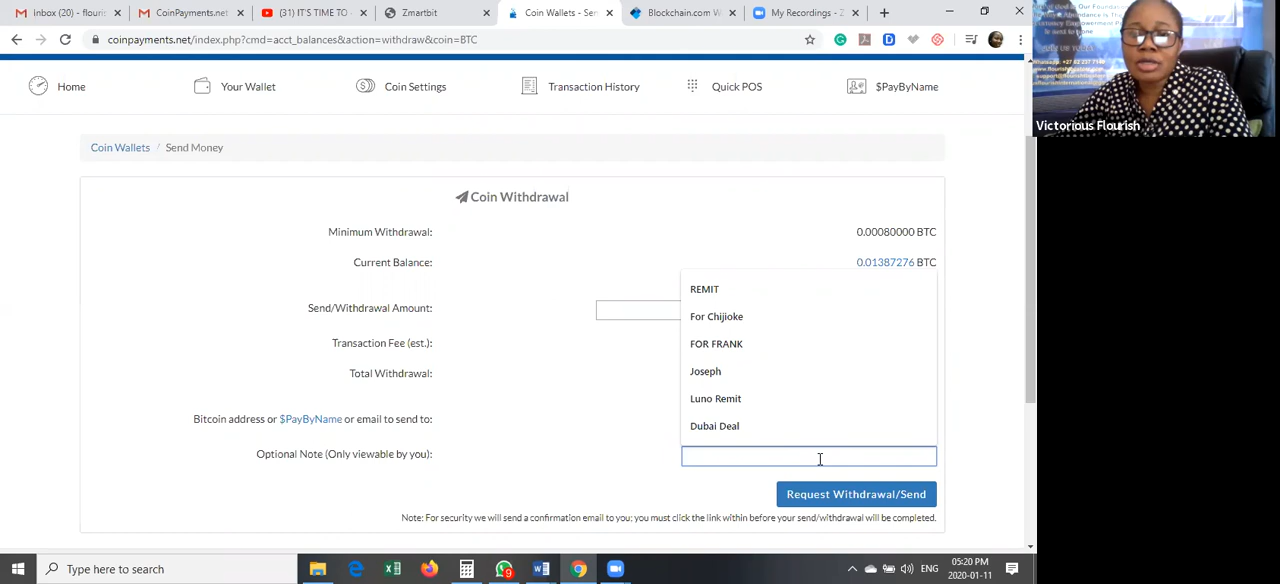 Inbox (20) - flouris
CoinPayments.net
(31) IT'S TIME TO
Zmartbit
Coin Wallets - Sen
Blockchain.com W
My Recordings - Z
coinpayments.net/index.php?cmd=acct_balances&action=withdraw&coin=BTC
Home
Your Wallet
Coin Settings
Transaction History
Quick POS
$PayByName
Victorious Flourish
Coin Wallets / Send Money
Coin Withdrawal
Minimum Withdrawal: 0.00080000 BTC
Current Balance: 0.01387276 BTC
REMIT
Send/Withdrawal Amount:
For Chijioke
Transaction Fee (est.):
FOR FRANK
Total Withdrawal:
Joseph
Luno Remit
Bitcoin address or $PayByName or email to send to:
Dubai Deal
Optional Note (Only viewable by you):
Request Withdrawal/Send
Note: For security we will send a confirmation email to you; you must click the link within before your send/withdrawal will be completed.
Type here to search
9
ENG
05:20 PM
2020-01-11